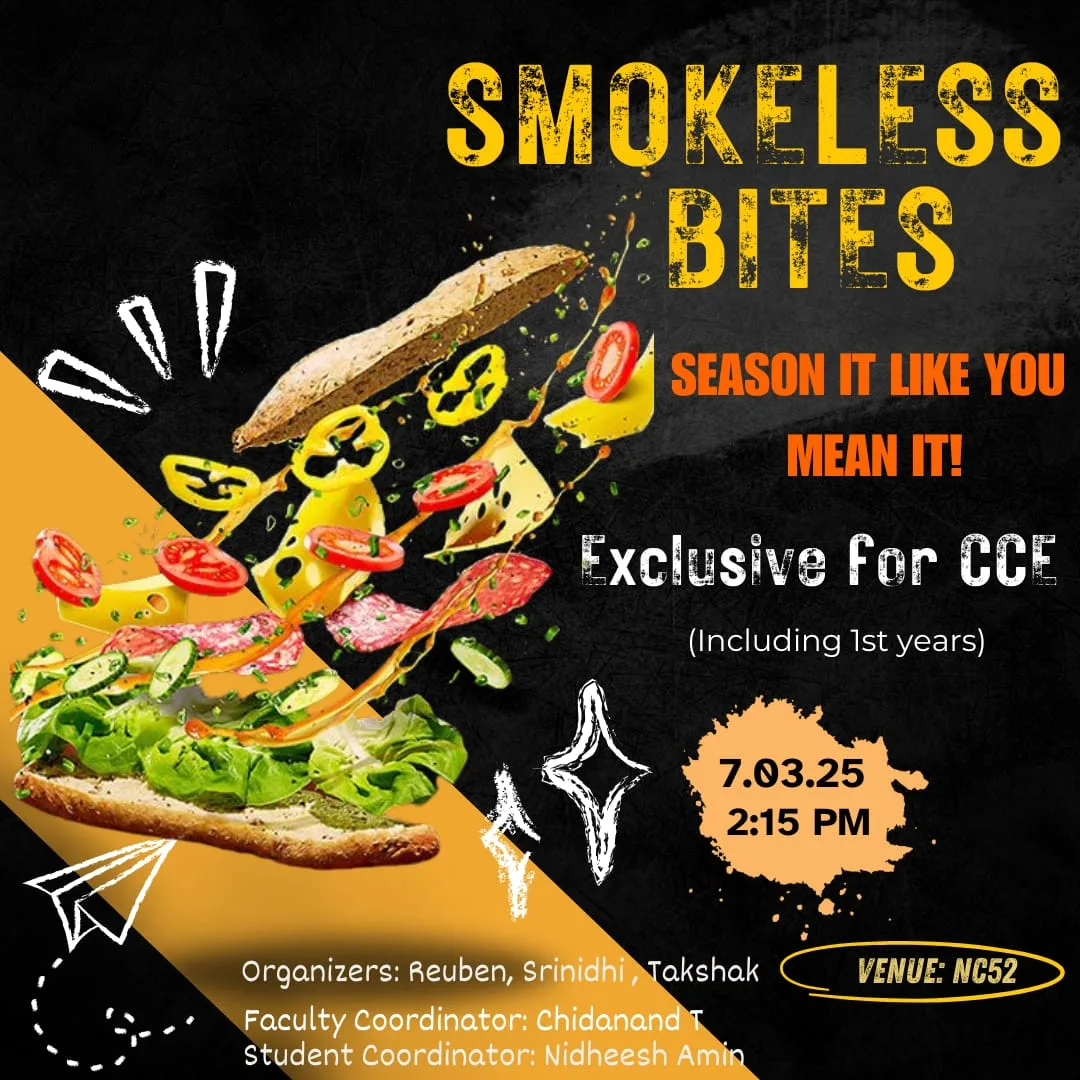 SMOKELESS
BITES
SEASON IT LIKE YOU
MEAN IT!
Exclusive for CCE
(Including 1st years)
7.03.25
2:15 PM
VENUE: NC52
Organizers: Reuben, Srinidhi , Takshak
Faculty Coordinator: Chidanand T
Student Coordinator: Nidheesh Amin